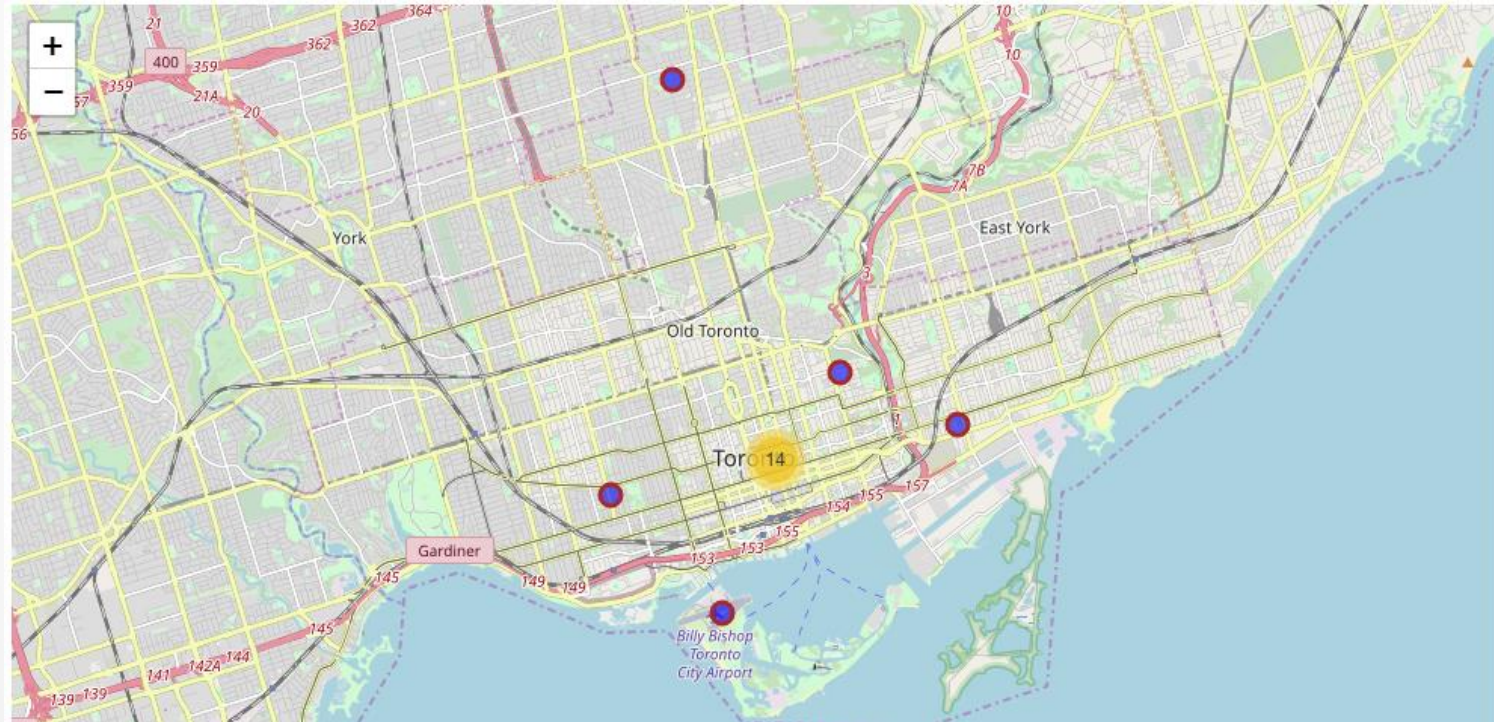 +
−
21
364
10
362
362
10
400
359
359
57
21A
20
56
7B
7A
York
East York
3
Old Toronto
1
Toronto
14
157
155
154
155
153
153
Gardiner
149
149
145
145
Billy Bishop
Toronto
City Airport
144
142A
141
139
139